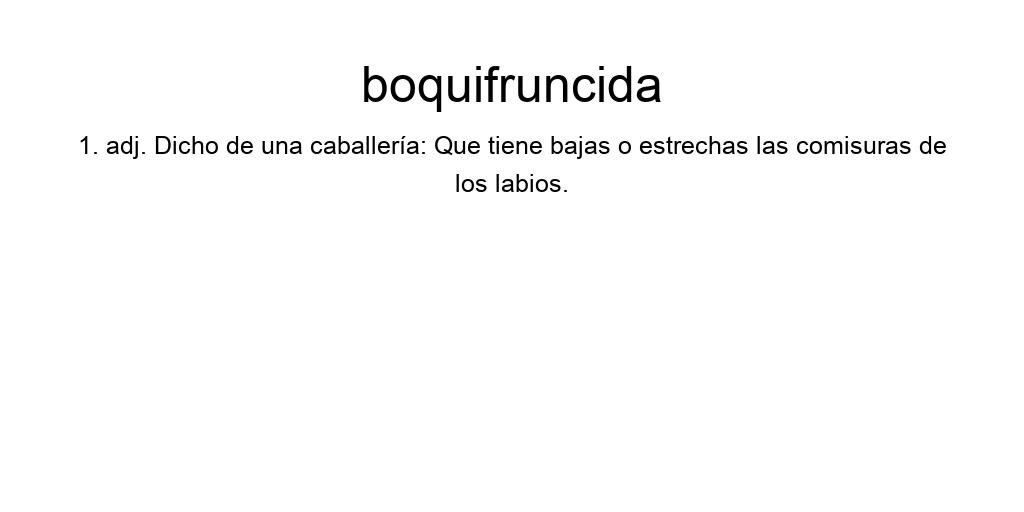 boquifruncida
1. adj. Dicho de una caballería: Que tiene bajas o estrechas las comisuras de
los labios.